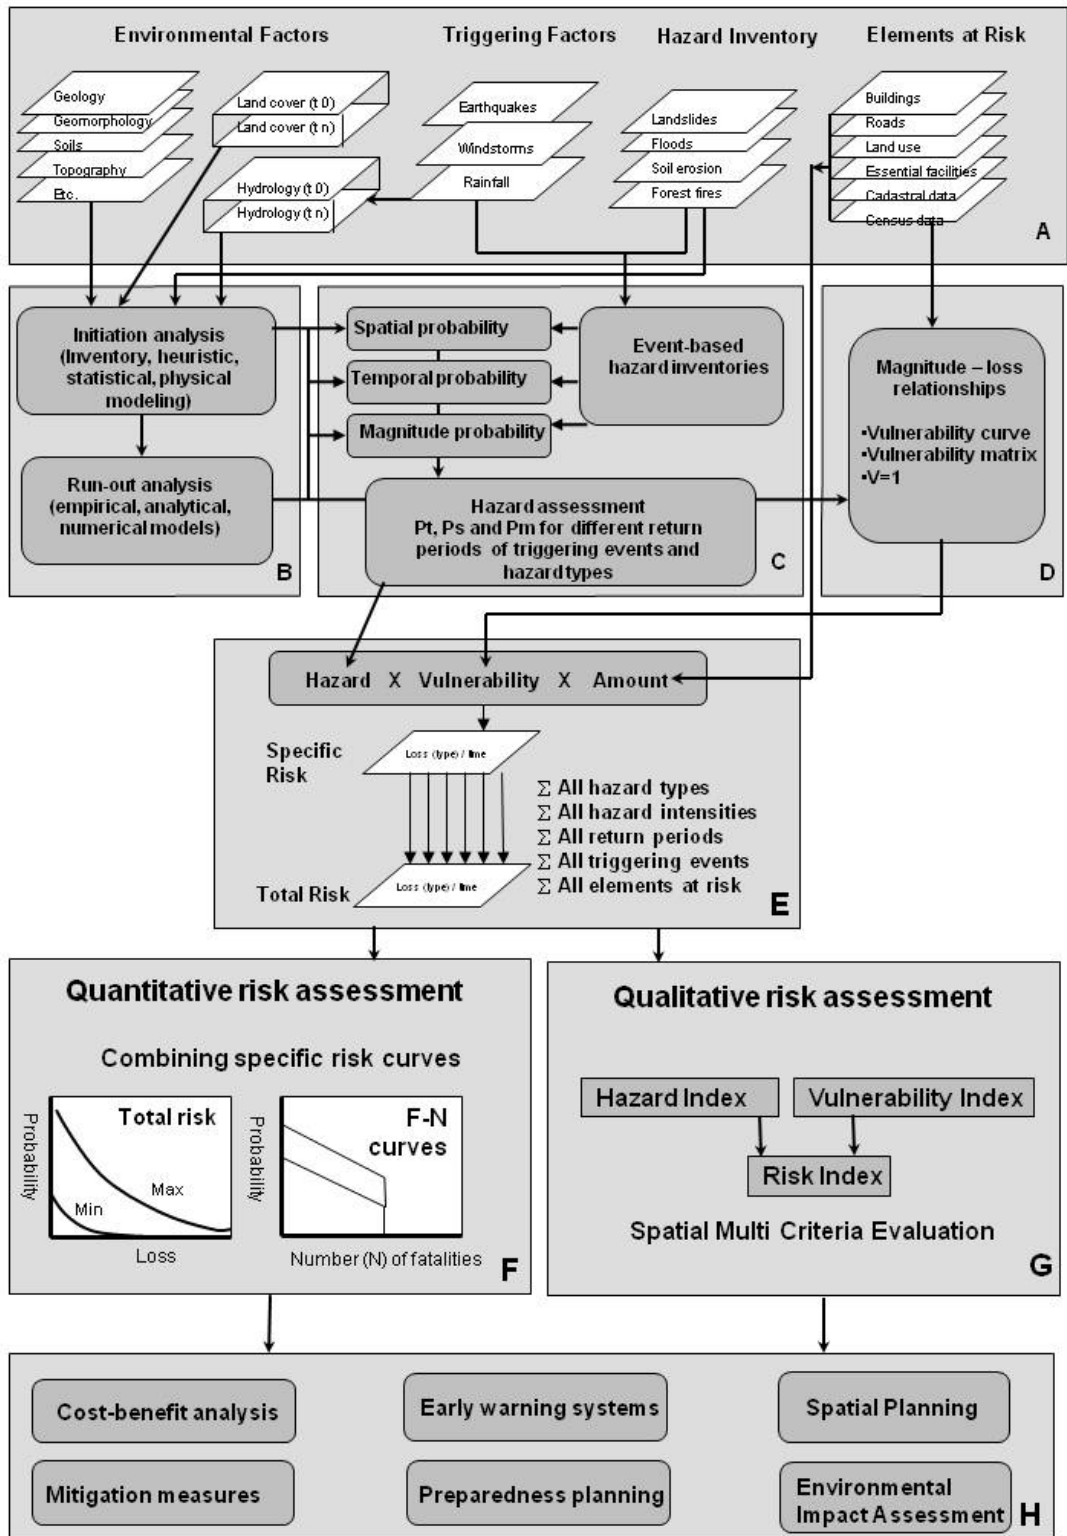 Environmental Factors
Triggering Factors
Hazard Inventory
Elements at Risk
Geology
Geomorphology
Soils
Topography
Etc.
Land cover (t 0)
Land cover (t n)
Hydrology (t 0)
Hydrology (t n)
Earthquakes
Windstorms
Rainfall
Landslides
Floods
Soil erosion
Forest fires
Buildings
Roads
Land use
Essential facilities
Cadastral data
Census data
A
Initiation analysis
(Inventory, heuristic,
statistical, physical
modeling)
Run-out analysis
(empirical, analytical,
numerical models)
B
Spatial probability
Temporal probability
Magnitude probability
Event-based
hazard inventories
Hazard assessment
Pt, Ps and Pm for different return
periods of triggering events and
hazard types
C
Magnitude – loss
relationships
▪Vulnerability curve
▪Vulnerability matrix
▪V=1
D
Hazard X Vulnerability X Amount
Specific
Risk
Loss (type) / time
Σ All hazard types
Σ All hazard intensities
Σ All return periods
Σ All triggering events
Σ All elements at risk
Total Risk
Loss (type) / time
E
Quantitative risk assessment
Combining specific risk curves
Probability
Total risk
Max
Min
Loss
Probability
F-N
curves
Number (N) of fatalities
F
Qualitative risk assessment
Hazard Index
Vulnerability Index
Risk Index
Spatial Multi Criteria Evaluation
G
Cost-benefit analysis
Early warning systems
Spatial Planning
Mitigation measures
Preparedness planning
Environmental
Impact Assessment
H